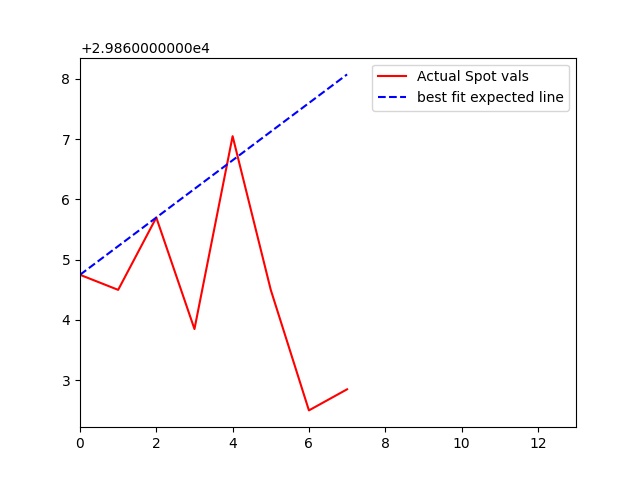 +2.9860000000e4
Actual Spot vals
best fit expected line
8
7
6
5
4
3
0 2 4 6 8 10 12